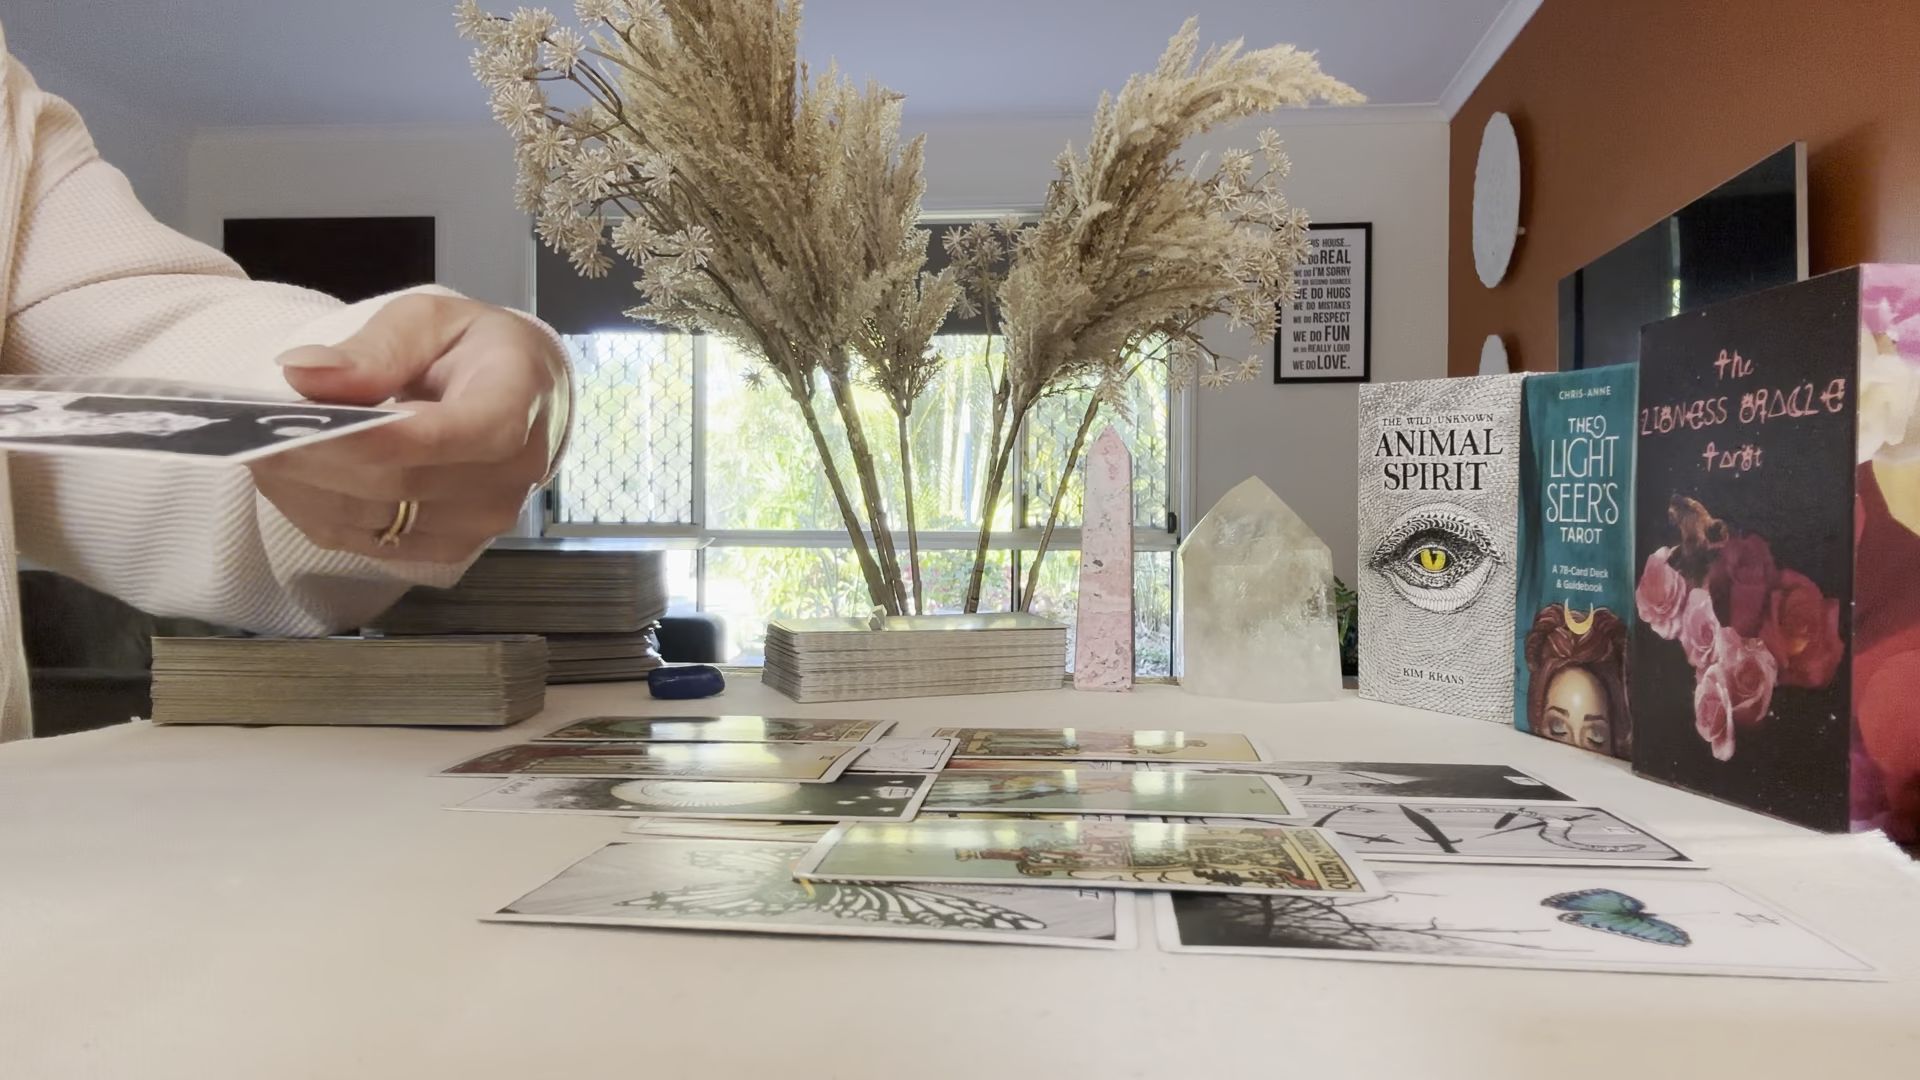 THIS HOUSE...
WE DO REAL
WE DO I'M SORRY
WE DO SECOND CHANCES
WE DO HUGS
WE DO MISTAKES
WE DO RESPECT
WE DO FUN
WE DO REALLY LOUD
WE DO LOVE.
THE WILD UNKNOWN
ANIMAL
SPIRIT
KIM KRANS
CHRIS-ANNE
THE
LIGHT
SEER'S
TAROT
A 78-Card Deck
& Guidebook
the
LIONESS ORACLE
tarot
QUEEN